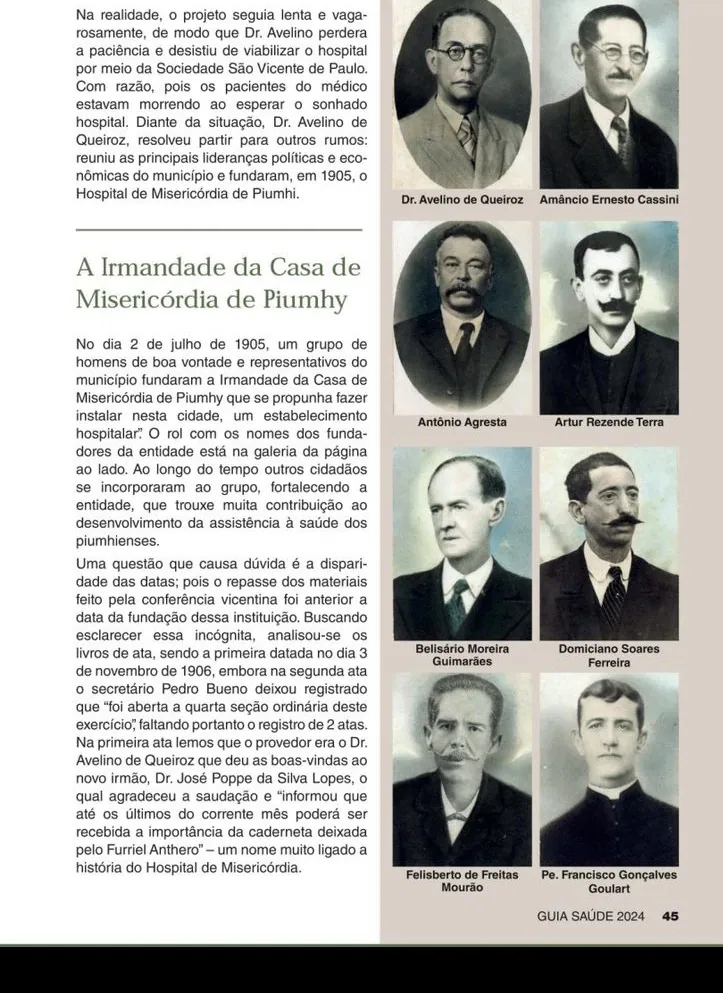 Na realidade, o projeto seguia lenta e vaga-
rosamente, de modo que Dr. Avelino perdera
a paciência e desistiu de viabilizar o hospital
por meio da Sociedade São Vicente de Paulo.
Com razão, pois os pacientes do médico
estavam morrendo ao esperar o sonhado
hospital. Diante da situação, Dr. Avelino de
Queiroz, resolveu partir para outros rumos:
reuniu as principais lideranças políticas e eco-
nômicas do município e fundaram, em 1905, o
Hospital de Misericórdia de Piumhi.
A Irmandade da Casa de
Misericórdia de Piumhy
No dia 2 de julho de 1905, um grupo de
homens de boa vontade e representativos do
município fundaram a Irmandade da Casa de
Misericórdia de Piumhy que se propunha fazer
instalar nesta cidade, um estabelecimento
hospitalar”. O rol com os nomes dos funda-
dores da entidade está na galeria da página
ao lado. Ao longo do tempo outros cidadãos
se incorporaram ao grupo, fortalecendo a
entidade, que trouxe muita contribuição ao
desenvolvimento da assistência à saúde dos
piumhienses.
Uma questão que causa dúvida é a dispari-
dade das datas; pois o repasse dos materiais
feito pela conferência vicentina foi anterior a
data da fundação dessa instituição. Buscando
esclarecer essa incógnita, analisou-se os
livros de ata, sendo a primeira datada no dia 3
de novembro de 1906, embora na segunda ata
o secretário Pedro Bueno deixou registrado
que “foi aberta a quarta seção ordinária deste
exercício”, faltando portanto o registro de 2 atas.
Na primeira ata lemos que o provedor era o Dr.
Avelino de Queiroz que deu as boas-vindas ao
novo irmão, Dr. José Poppe da Silva Lopes, o
qual agradeceu a saudação e “informou que
até os últimos do corrente mês poderá ser
recebida a importância da caderneta deixada
pelo Furriel Anthero” – um nome muito ligado a
história do Hospital de Misericórdia.
Dr. Avelino de Queiroz
Amâncio Ernesto Cassini
Antônio Agresta
Artur Rezende Terra
Belisário Moreira
Guimarães
Domiciano Soares
Ferreira
Felisberto de Freitas
Mourão
Pe. Francisco Gonçalves
Goulart
GUIA SAÚDE 2024 45